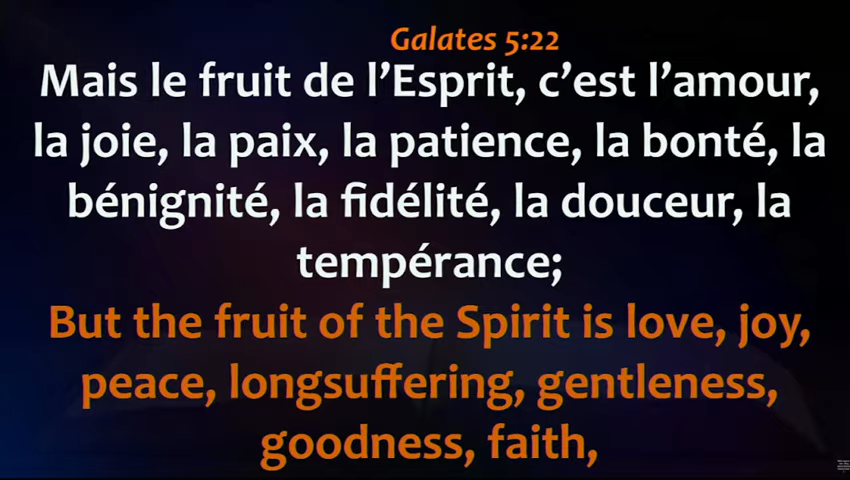 Galates 5:22
Mais le fruit de l’Esprit, c’est l’amour,
la joie, la paix, la patience, la bonté, la
bénignité, la fidélité, la douceur, la
tempérance;
But the fruit of the Spirit is love, joy,
peace, longsuffering, gentleness,
goodness, faith,